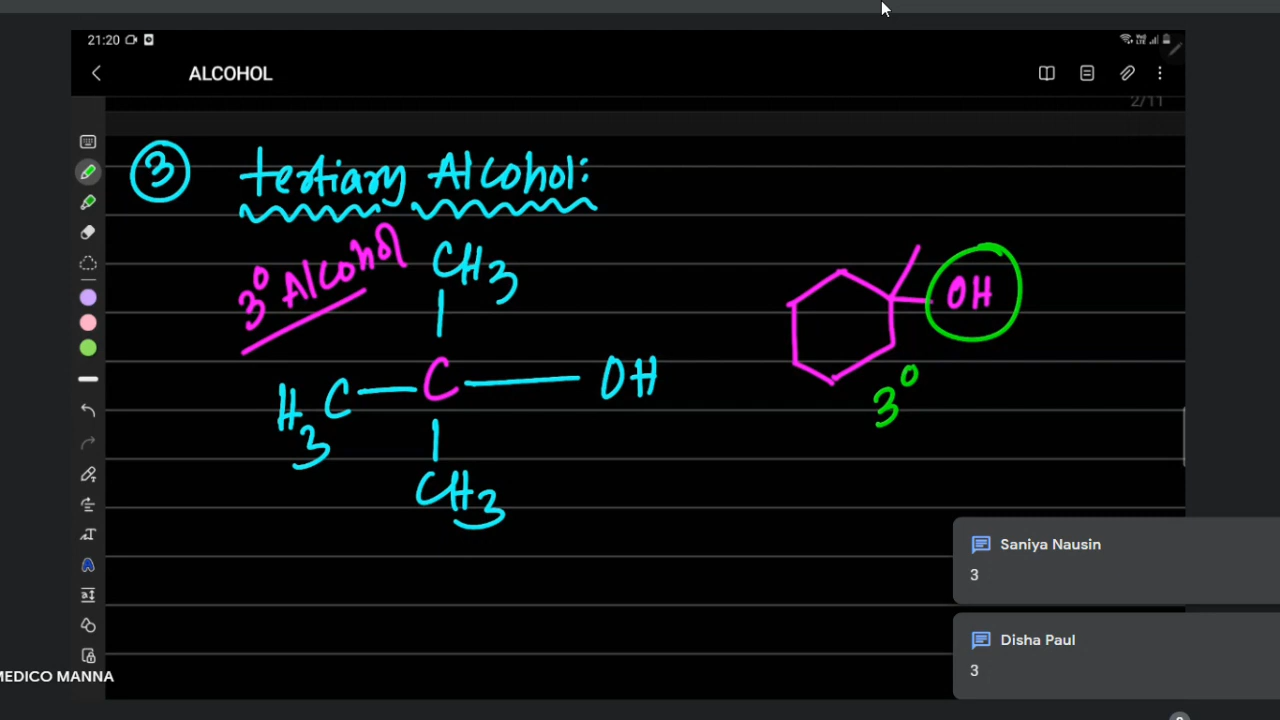 21:20
ALCOHOL
2/11
3 tertiary Alcohol:
3° Alcohol
CH3
H3C—C—OH
CH3
OH
3°
Saniya Nausin
3
Disha Paul
3
MEDICO MANNA